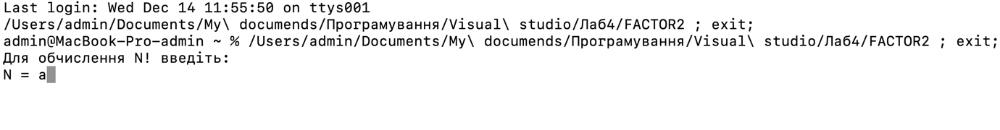 Last login: Wed Dec 14 11:55:50 on ttys001
/Users/admin/Documents/My\ documends/Програмування/Visual\ studio/Лаб4/FACTOR2 ; exit;
admin@MacBook-Pro-admin ~ % /Users/admin/Documents/My\ documends/Програмування/Visual\ studio/Лаб4/FACTOR2 ; exit;
Для обчислення N! введіть:
N = a